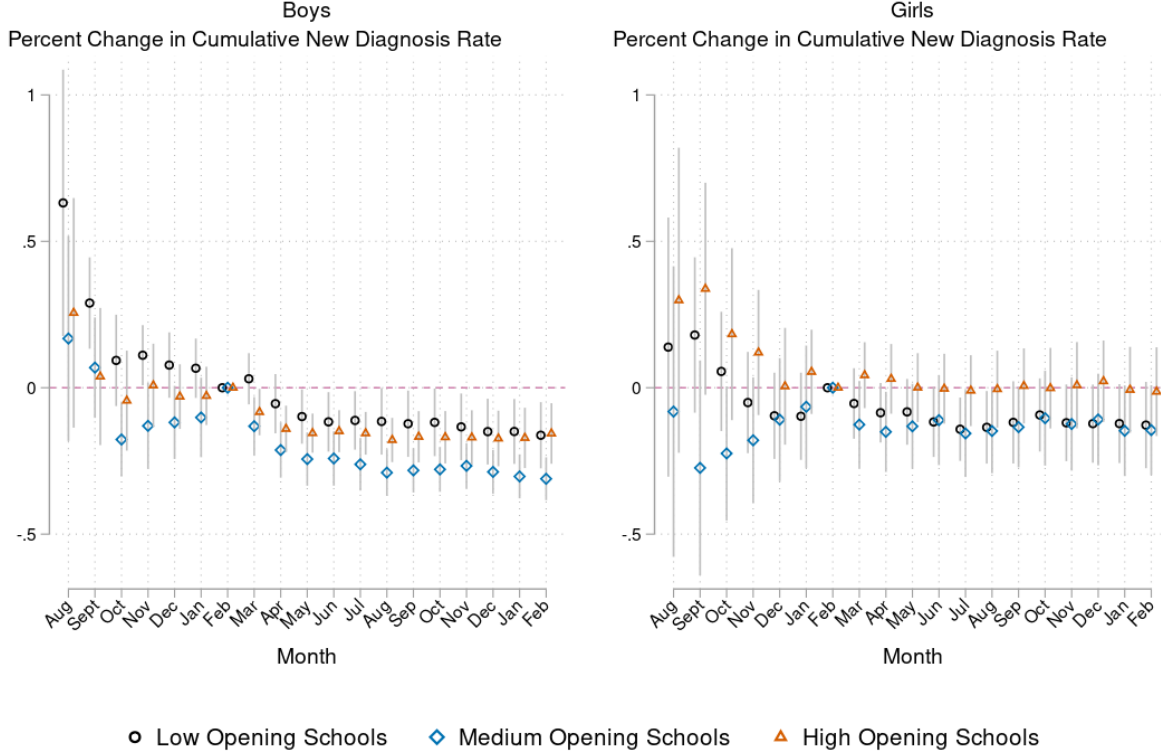 Boys
Percent Change in Cumulative New Diagnosis Rate
1
.5
0
-.5
Aug Sept Oct Nov Dec Jan Feb Mar Apr May Jun Jul Aug Sep Oct Nov Dec Jan Feb
Month
Girls
Percent Change in Cumulative New Diagnosis Rate
1
.5
0
-.5
Aug Sept Oct Nov Dec Jan Feb Mar Apr May Jun Jul Aug Sep Oct Nov Dec Jan Feb
Month
Low Opening Schools Medium Opening Schools High Opening Schools